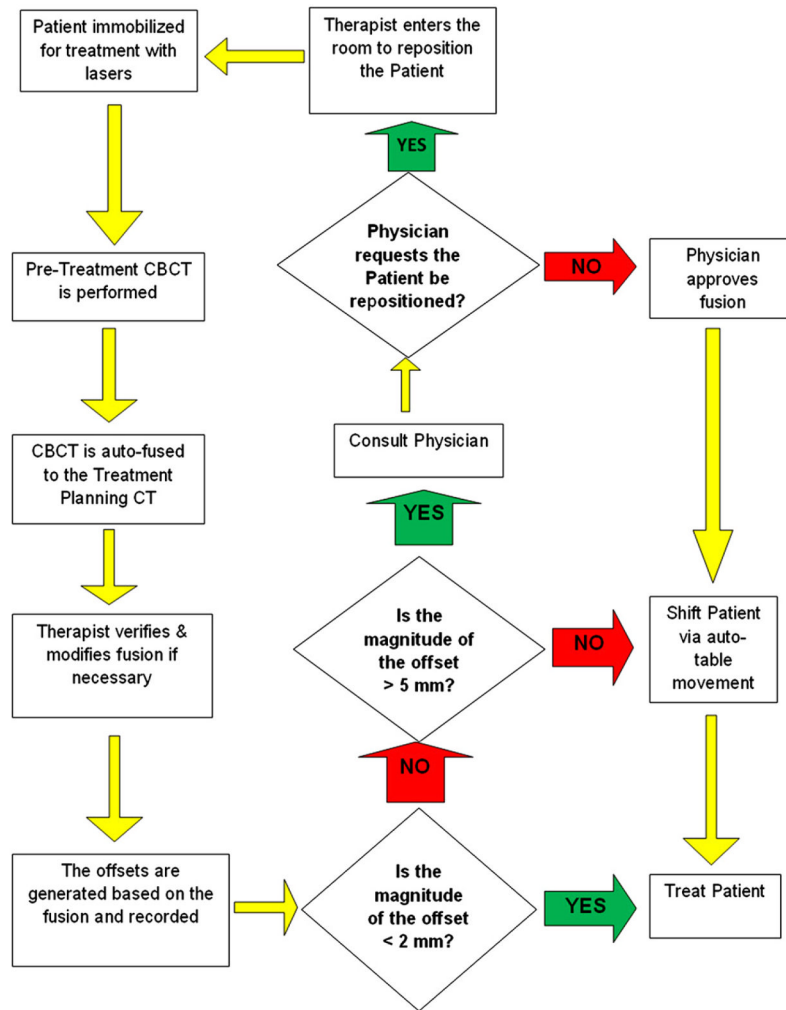 Patient immobilized
for treatment with
lasers
Therapist enters the
room to reposition
the Patient
YES
Physician
requests the
Patient be
repositioned?
NO
Physician
approves
fusion
Pre-Treatment CBCT
is performed
Consult Physician
CBCT is auto-fused
to the Treatment
Planning CT
YES
Is the
magnitude of
the offset
> 5 mm?
NO
Shift Patient
via auto-
table
movement
Therapist verifies &
modifies fusion if
necessary
NO
The offsets are
generated based on the
fusion and recorded
Is the
magnitude
of the offset
< 2 mm?
YES
Treat Patient